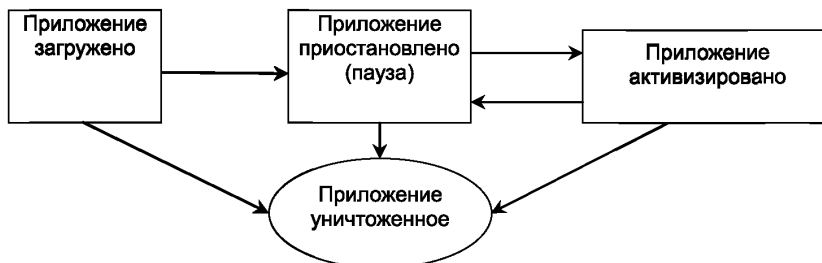 Приложение
загружено
Приложение
приостановлено
(пауза)
Приложение
активизировано
Приложение
уничтоженное